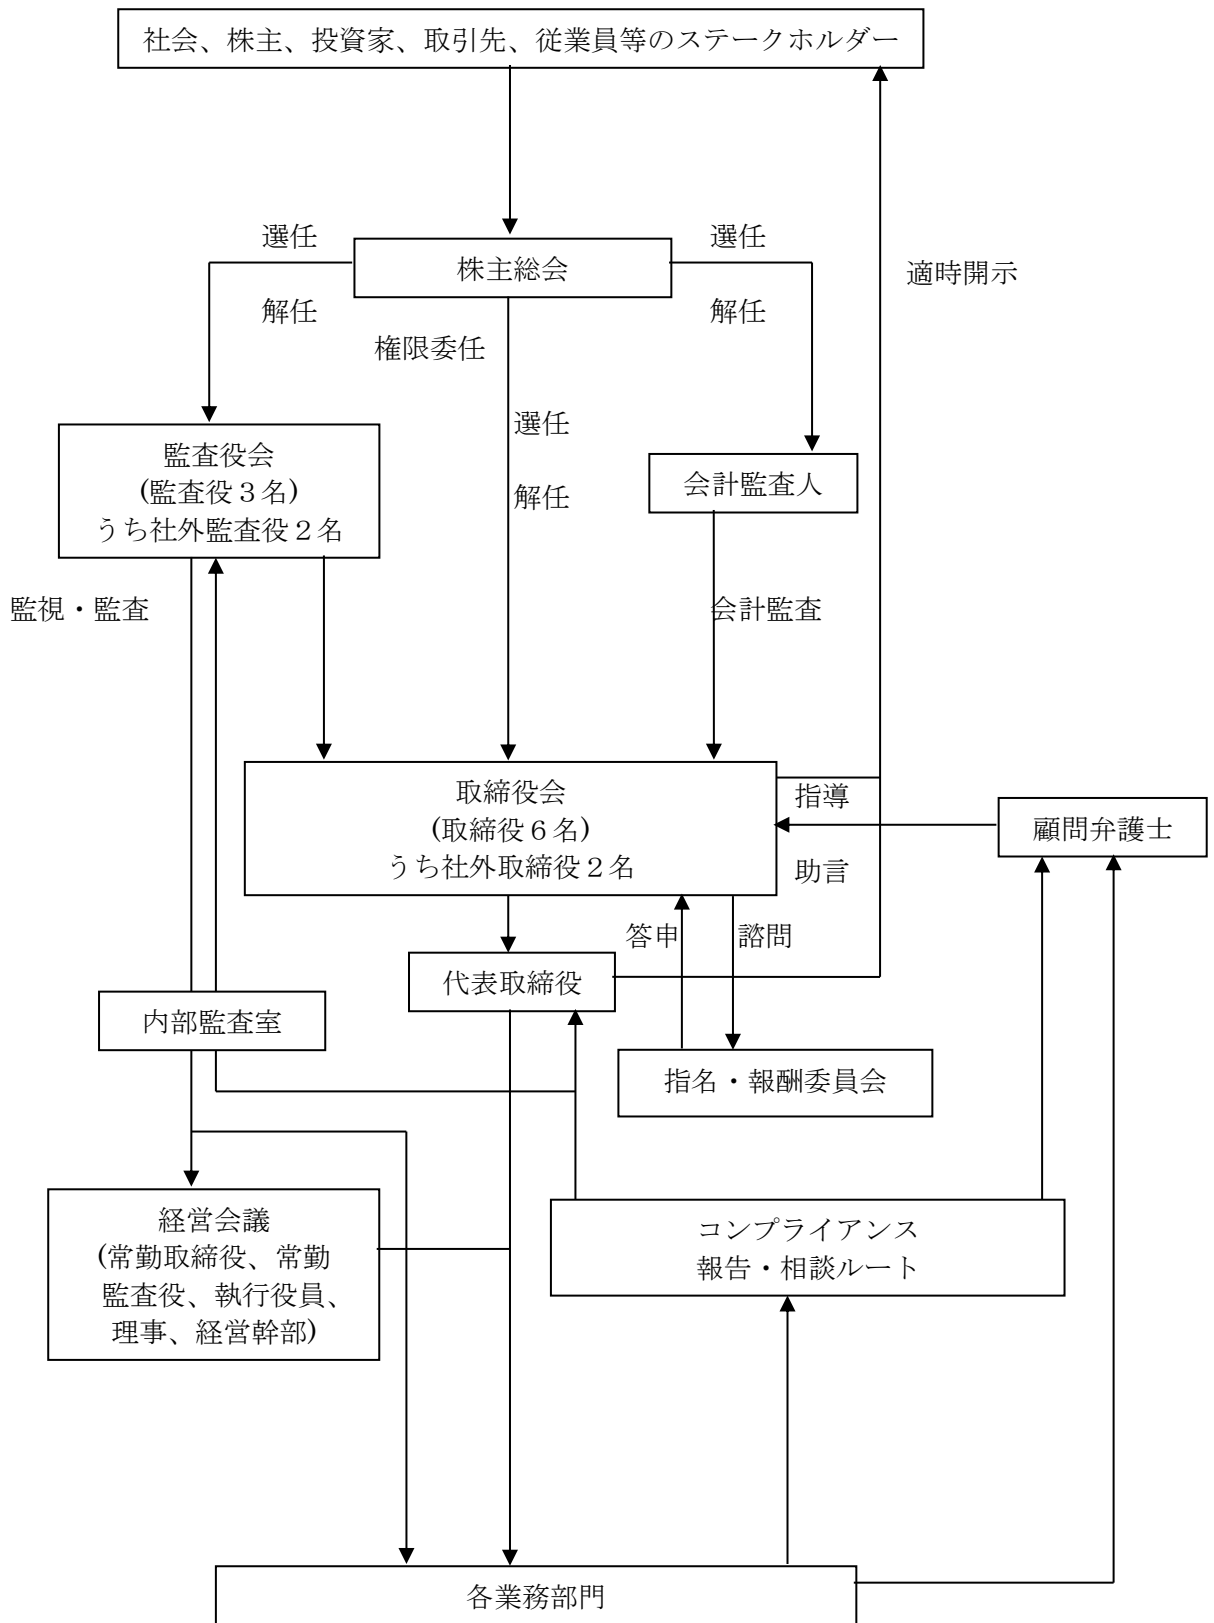 社会、株主、投資家、取引先、従業員等のステークホルダー
選任
選任
株主総会
適時開示
解任
解任
権限委任
選任
監査役会
(監査役３名)
うち社外監査役２名
会計監査人
解任
監視・監査
会計監査
取締役会
(取締役６名)
うち社外取締役２名
指導
顧問弁護士
助言
答申
諮問
代表取締役
内部監査室
指名・報酬委員会
経営会議
(常勤取締役、常勤
監査役、執行役員、
理事、経営幹部)
コンプライアンス
報告・相談ルート
各業務部門